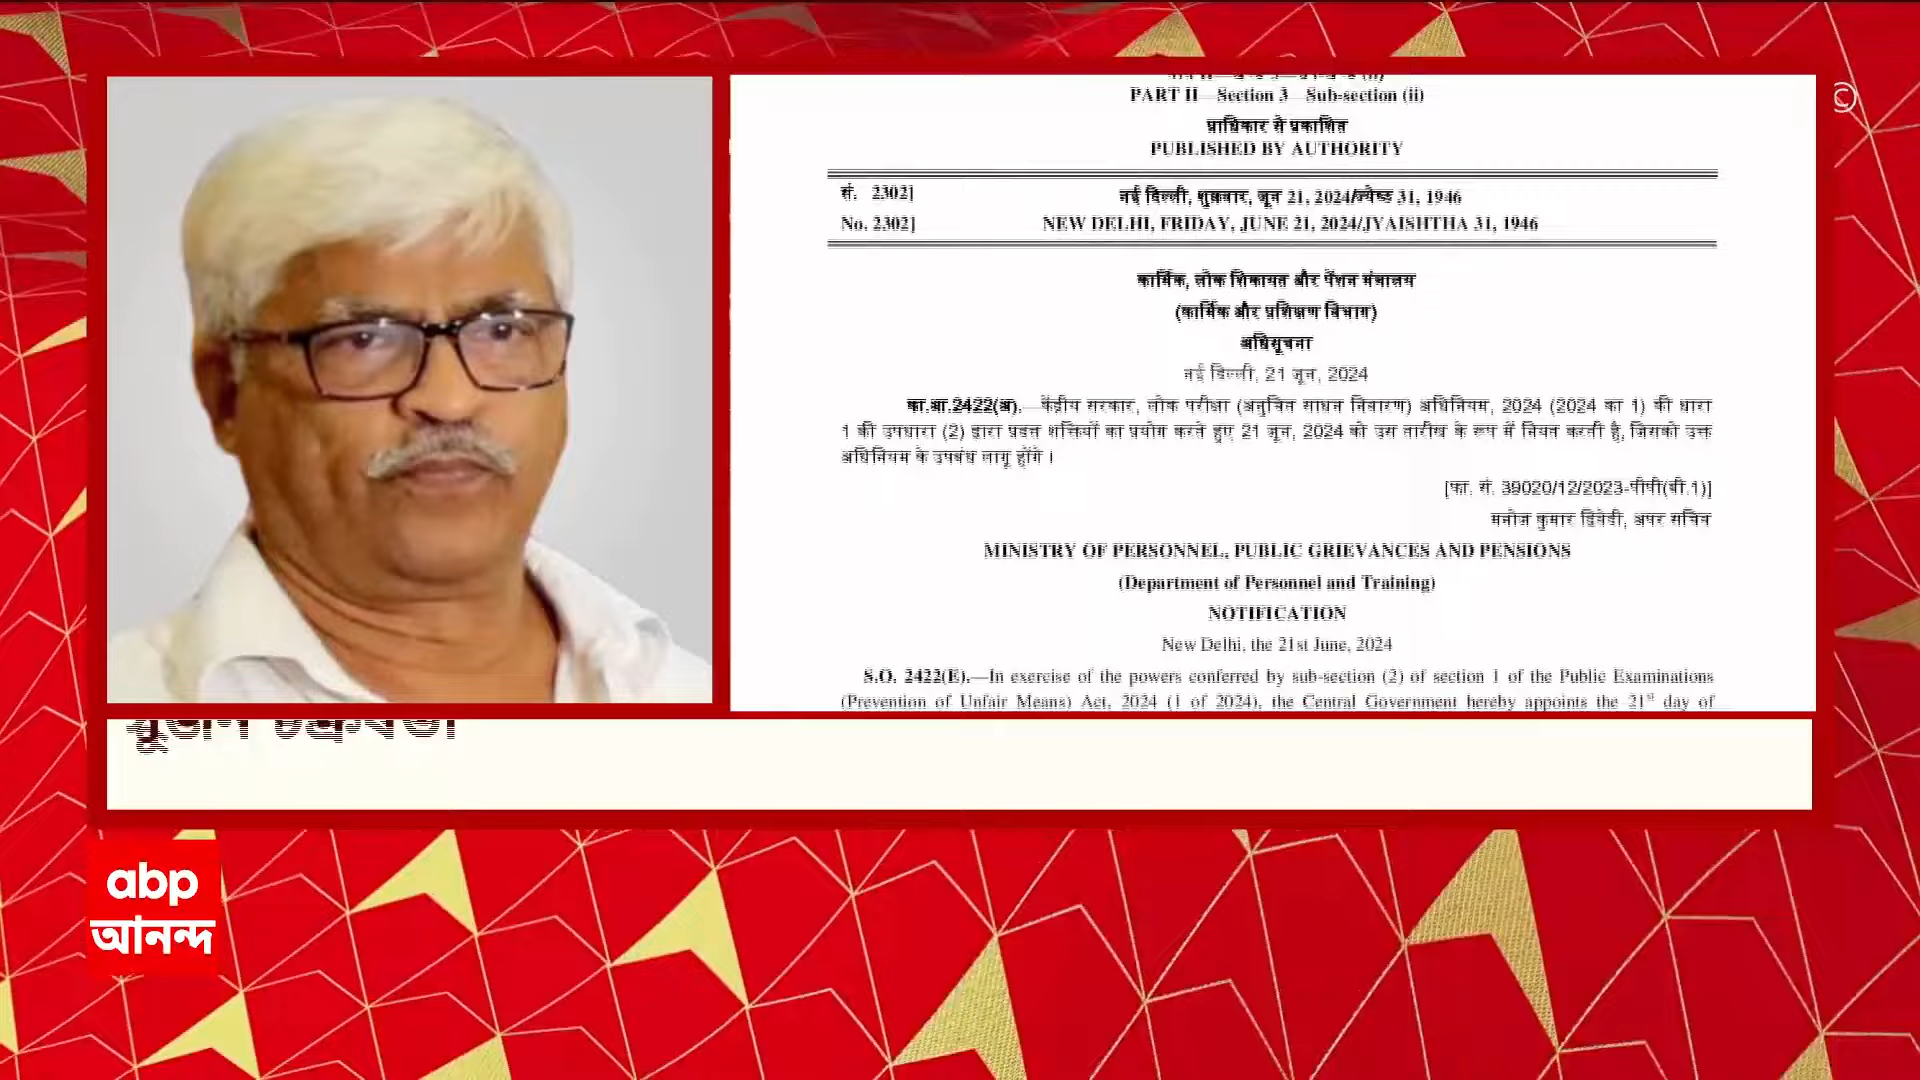 PART II—Section 3—Sub-section (ii)
प्राधिकार से प्रकाशित
PUBLISHED BY AUTHORITY
सं. 2302]
नई दिल्ली, शुक्रवार, जून 21, 2024/ज्येष्ठ 31, 1946
No. 2302]
NEW DELHI, FRIDAY, JUNE 21, 2024/JYAISHTHA 31, 1946
कार्मिक, लोक शिकायत और पेंशन मंत्रालय
(कार्मिक और प्रशिक्षण विभाग)
अधिसूचना
नई दिल्ली, 21 जून, 2024
का.आ.2422(अ).—केंद्रीय सरकार, लोक परीक्षा (अनुचित साधन निवारण) अधिनियम, 2024 (2024 का 1) की धारा
1 की उपधारा (2) द्वारा प्रदत्त शक्तियों का प्रयोग करते हुए 21 जून, 2024 को उस तारीख के रूप में नियत करती है, जिसको उक्त
अधिनियम के उपबंध लागू होंगे ।
[फा. सं. 39020/12/2023-पीपी(बी.1)]
मनोज कुमार द्विवेदी, अपर सचिव
MINISTRY OF PERSONNEL, PUBLIC GRIEVANCES AND PENSIONS
(Department of Personnel and Training)
NOTIFICATION
New Delhi, the 21st June, 2024
S.O. 2422(E).—In exercise of the powers conferred by sub-section (2) of section 1 of the Public Examinations
(Prevention of Unfair Means) Act, 2024 (1 of 2024), the Central Government hereby appoints the 21st day of
©
abp
আনন্দ